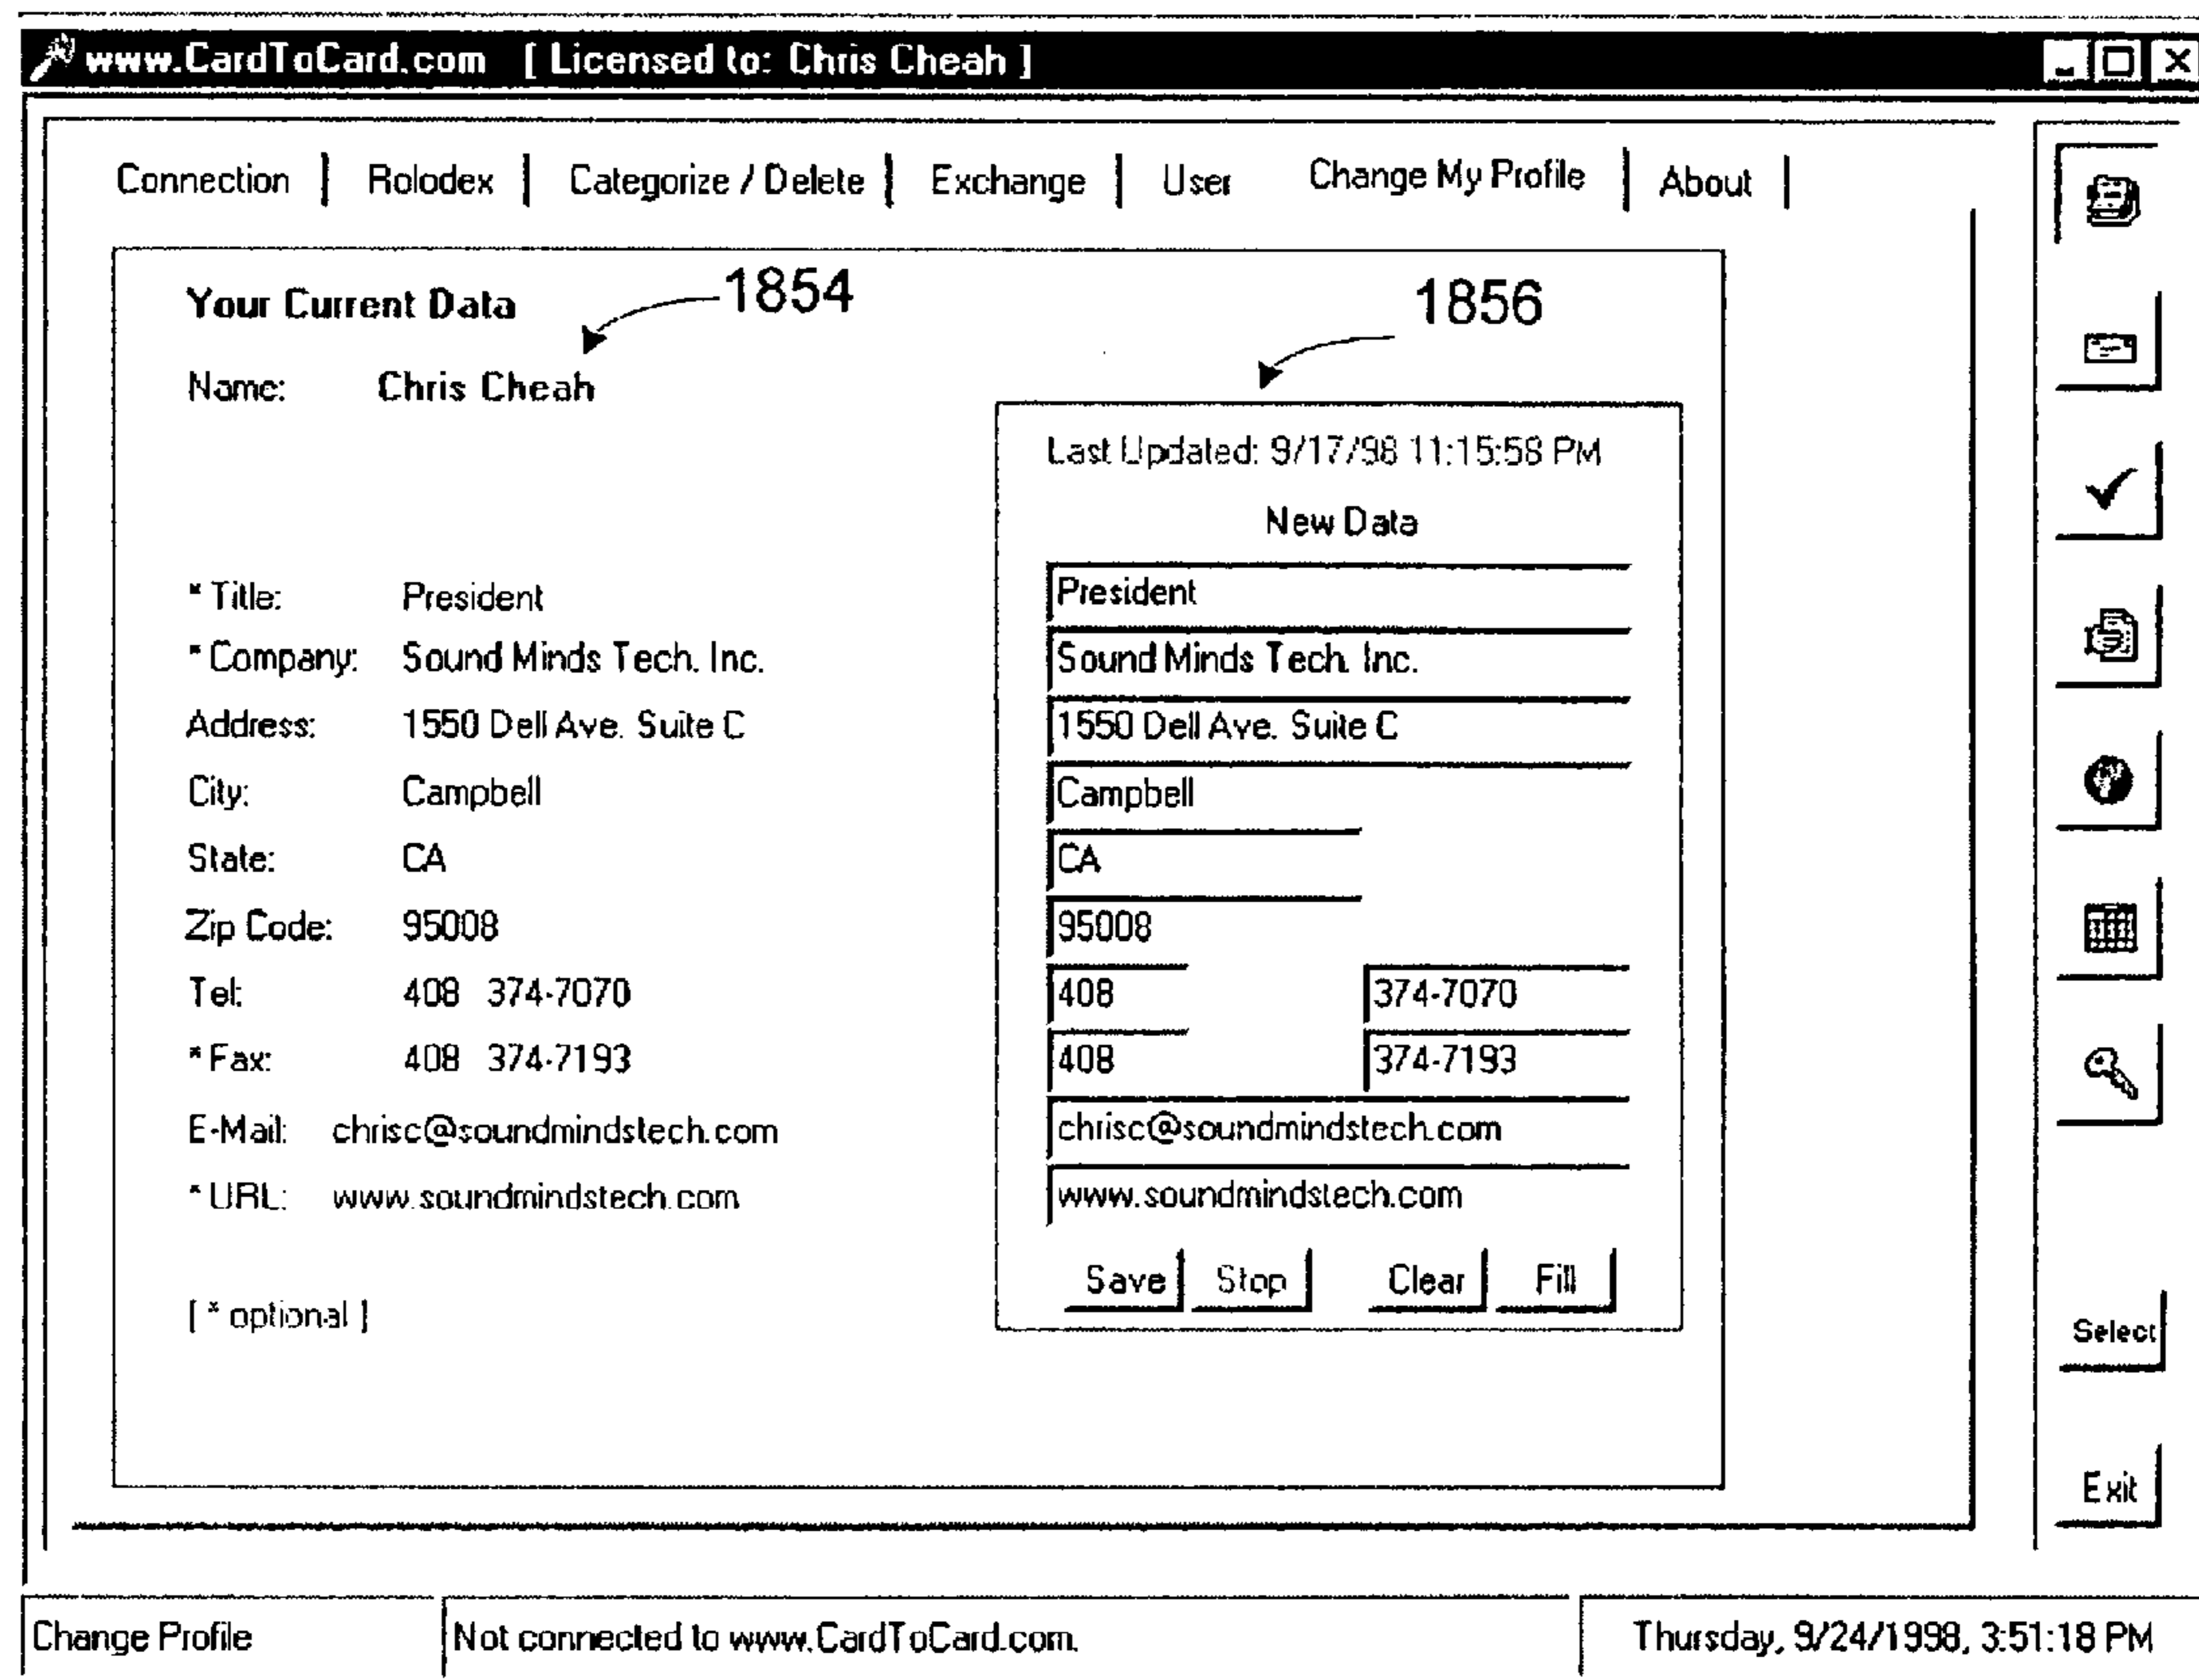 www.CardToCard.com [ Licensed to: Chris Cheah ]
Connection | Rolodex | Categorize / Delete | Exchange | User Change My Profile | About |
Your Current Data
1854
1856
Name: Chris Cheah
Last Updated: 9/17/98 11:15:58 PM
New Data
* Title: President President
* Company: Sound Minds Tech. Inc. Sound Minds Tech. Inc.
Address: 1550 Dell Ave. Suite C 1550 Dell Ave. Suite C
City: Campbell Campbell
State: CA CA
Zip Code: 95008 95008
Tel: 408 374-7070 408 374-7070
* Fax: 408 374-7193 408 374-7193
E-Mail: chrisc@soundmindstech.com chrisc@soundmindstech.com
* URL: www.soundmindstech.com www.soundmindstech.com
Save Stop Clear Fill
[ * optional ]
Select
Exit
Change Profile Not connected to www.CardToCard.com. Thursday, 9/24/1998, 3:51:18 PM